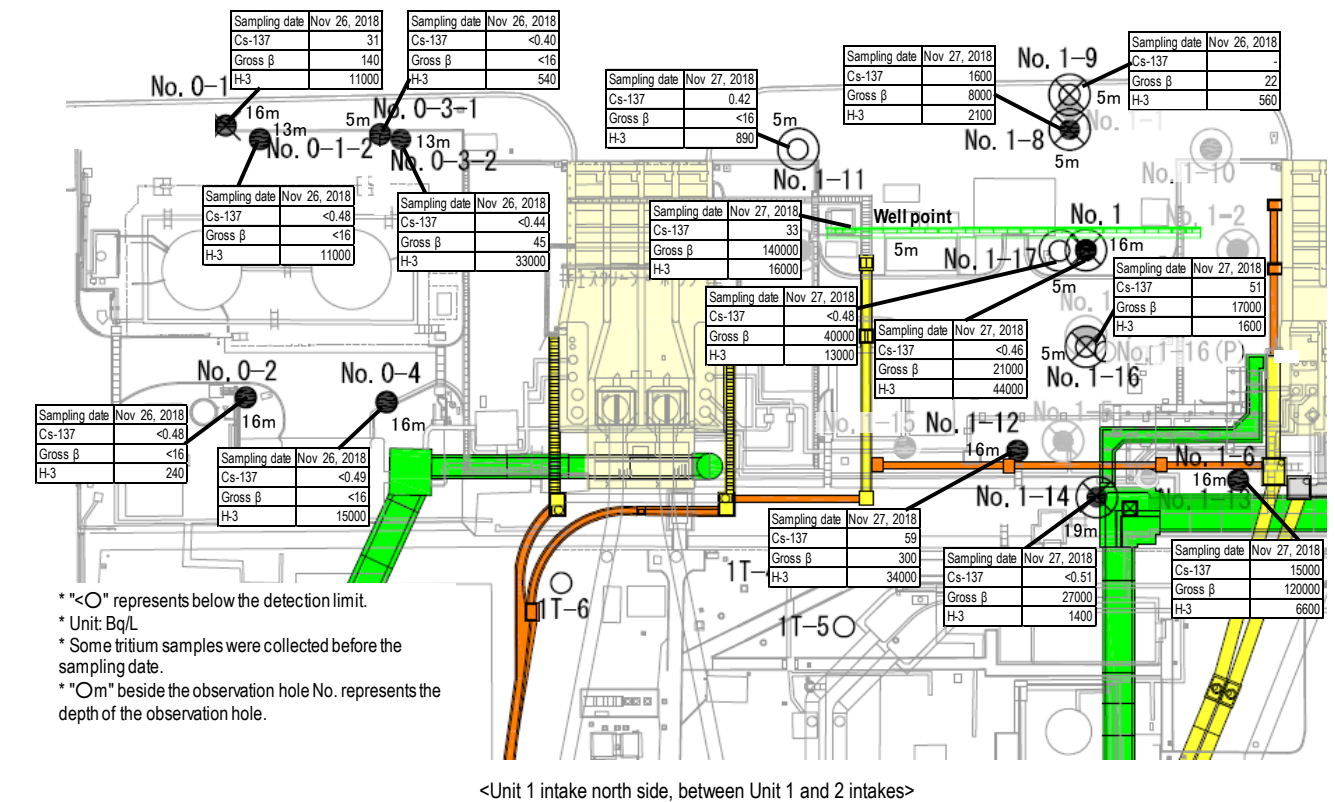 Sampling date Nov 26, 2018
Cs-137 31
Gross β 140
H-3 11000
Sampling date Nov 26, 2018
Cs-137 <0.40
Gross β <16
H-3 540
Sampling date Nov 27, 2018
Cs-137 0.42
Gross β <16
H-3 890
Sampling date Nov 27, 2018
Cs-137 1600
Gross β 8000
H-3 2100
Sampling date Nov 26, 2018
Cs-137 -
Gross β 22
H-3 560
No. 0-1
16m
13m
No. 0-1-2
5m
No. 0-3-1
13m
No. 0-3-2
5m
No. 1-11
No. 1-9
5m
No. 1-8
5m
No. 1-1
No. 1-10
Sampling date Nov 26, 2018
Cs-137 <0.48
Gross β <16
H-3 11000
Sampling date Nov 26, 2018
Cs-137 <0.44
Gross β 45
H-3 33000
Sampling date Nov 27, 2018
Cs-137 33
Gross β 140000
H-3 16000
Well point
5m
No. 1
16m
No. 1-2
No. 1-17
5m
Sampling date Nov 27, 2018
Cs-137 <0.48
Gross β 40000
H-3 13000
Sampling date Nov 27, 2018
Cs-137 <0.46
Gross β 21000
H-3 44000
Sampling date Nov 27, 2018
Cs-137 51
Gross β 17000
H-3 1600
5m
No. 1-16
No. 1-16 (P)
No. 0-2
16m
No. 0-4
16m
Sampling date Nov 26, 2018
Cs-137 <0.48
Gross β <16
H-3 240
Sampling date Nov 26, 2018
Cs-137 <0.49
Gross β <16
H-3 15000
No. 1-15
No. 1-12
16m
No. 1-5
No. 1-6
16m
No. 1-14
19m
No. 1-13
Sampling date Nov 27, 2018
Cs-137 59
Gross β 300
H-3 34000
Sampling date Nov 27, 2018
Cs-137 <0.51
Gross β 27000
H-3 1400
Sampling date Nov 27, 2018
Cs-137 15000
Gross β 120000
H-3 6600
1T-6
1T-5
* "<○" represents below the detection limit.
* Unit: Bq/L
* Some tritium samples were collected before the
sampling date.
* "○m" beside the observation hole No. represents the
depth of the observation hole.
<Unit 1 intake north side, between Unit 1 and 2 intakes>